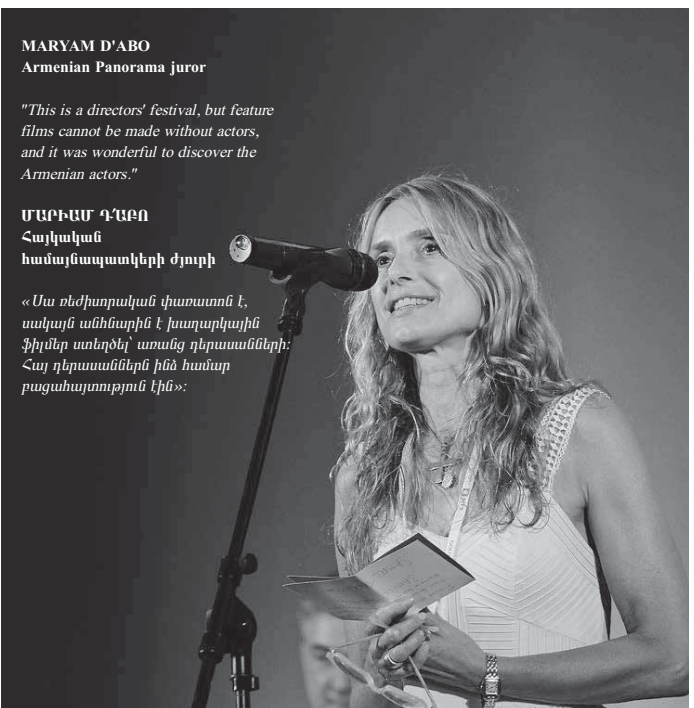 MARYAM D'ABO
Armenian Panorama juror
"This is a directors' festival, but feature
films cannot be made without actors,
and it was wonderful to discover the
Armenian actors."
ՄԱՐԻԱՄ Դ՛ԱԲՈ
Հայկական
համայնապատկերի ժյուրի
«Սա ռեժիսորական փառատոն է,
սակայն անհնարին է խաղարկային
ֆիլմեր ստեղծել՝ առանց դերասանների:
Հայ դերասաններն ինձ համար
բացահայտություն էին»: